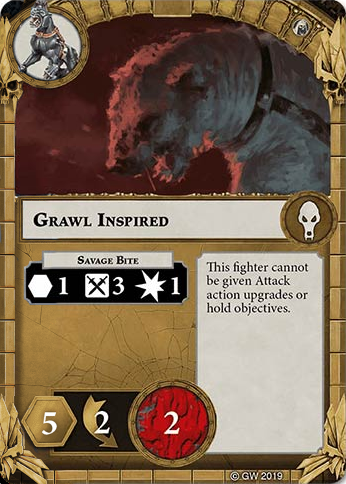 Grawl Inspired
Savage Bite
1 3 1
This fighter cannot
be given Attack
action upgrades or
hold objectives.
5 2 2
© GW 2019